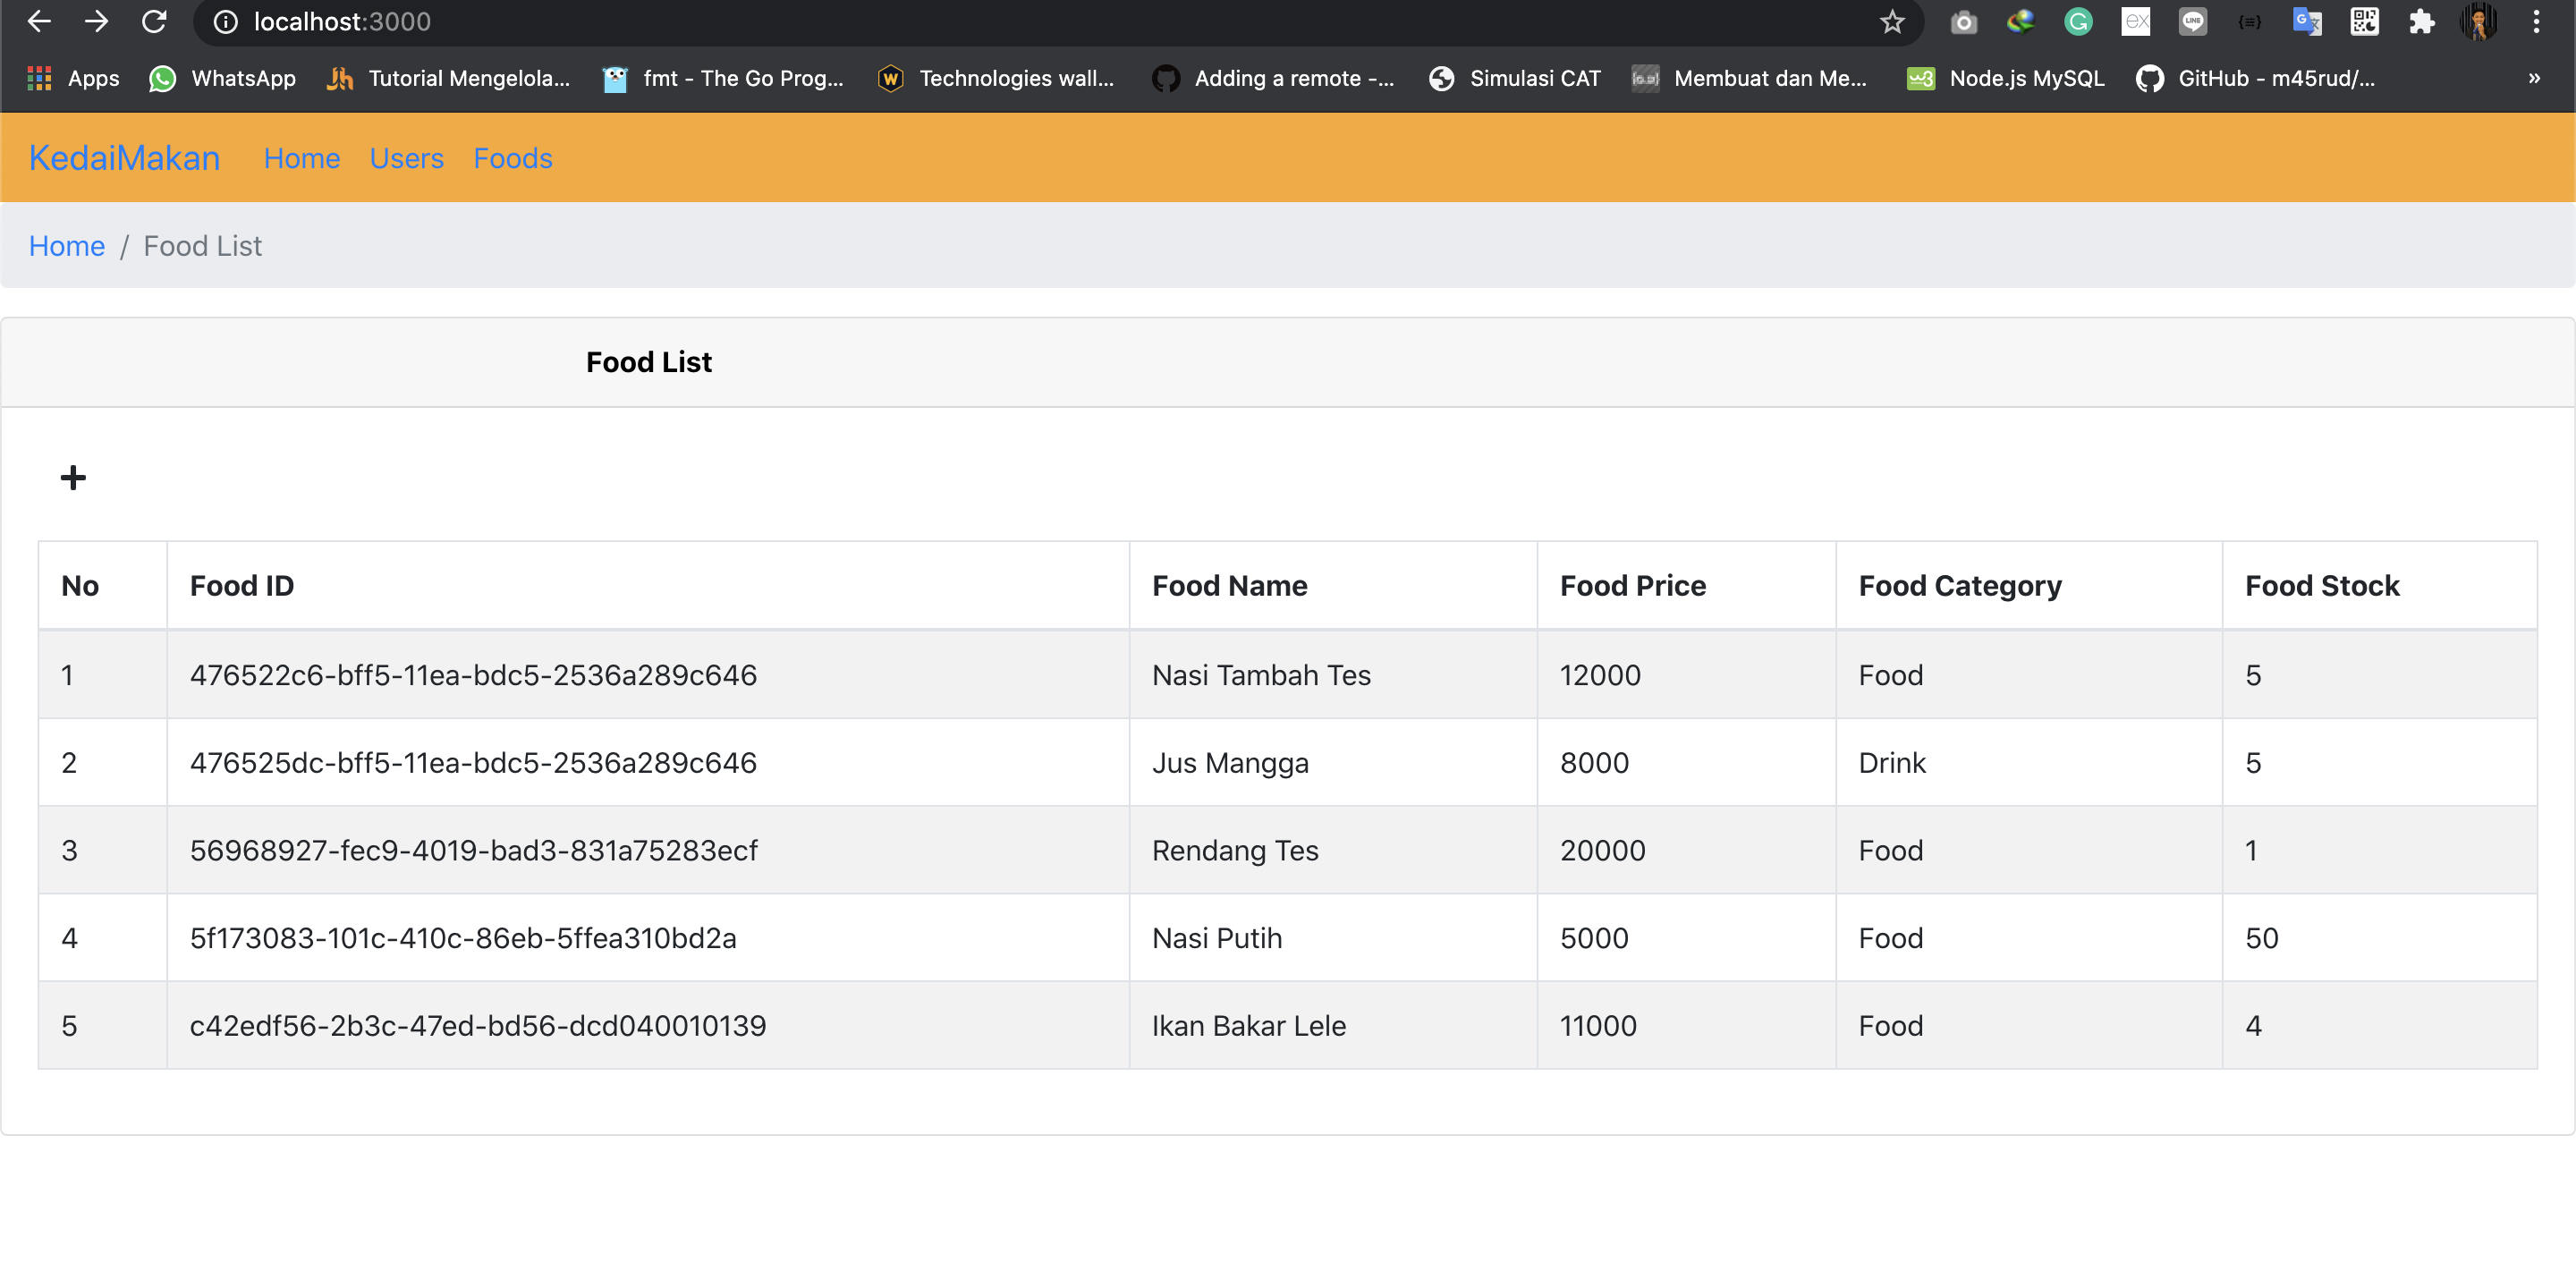 localhost:3000
Apps WhatsApp Tutorial Mengelola... fmt - The Go Prog... Technologies wall... Adding a remote -... Simulasi CAT Membuat dan Me... Node.js MySQL GitHub - m45rud/... »
KedaiMakan Home Users Foods
Home / Food List
Food List
+
No Food ID Food Name Food Price Food Category Food Stock
1 476522c6-bff5-11ea-bdc5-2536a289c646 Nasi Tambah Tes 12000 Food 5
2 476525dc-bff5-11ea-bdc5-2536a289c646 Jus Mangga 8000 Drink 5
3 56968927-fec9-4019-bad3-831a75283ecf Rendang Tes 20000 Food 1
4 5f173083-101c-410c-86eb-5ffea310bd2a Nasi Putih 5000 Food 50
5 c42edf56-2b3c-47ed-bd56-dcd040010139 Ikan Bakar Lele 11000 Food 4